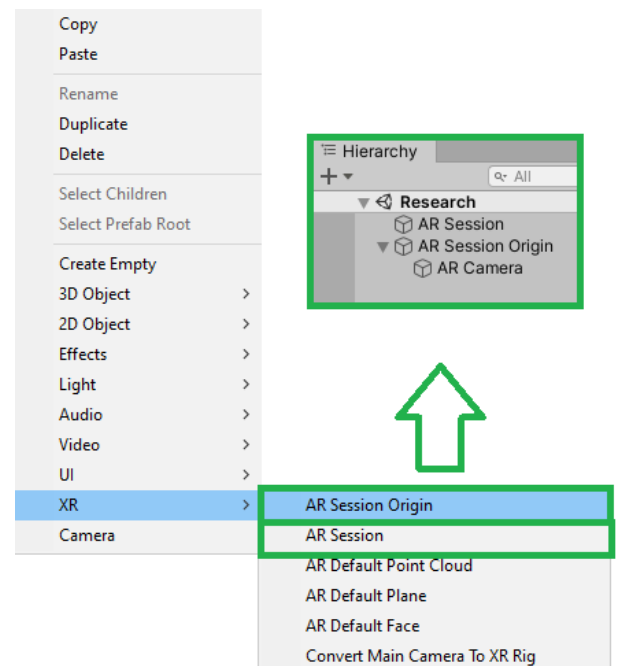 Copy
Paste
Rename
Duplicate
Delete
Select Children
Select Prefab Root
Create Empty
3D Object
2D Object
Effects
Light
Audio
Video
UI
XR
Camera
Hierarchy
All
Research
AR Session
AR Session Origin
AR Camera
AR Session Origin
AR Session
AR Default Point Cloud
AR Default Plane
AR Default Face
Convert Main Camera To XR Rig